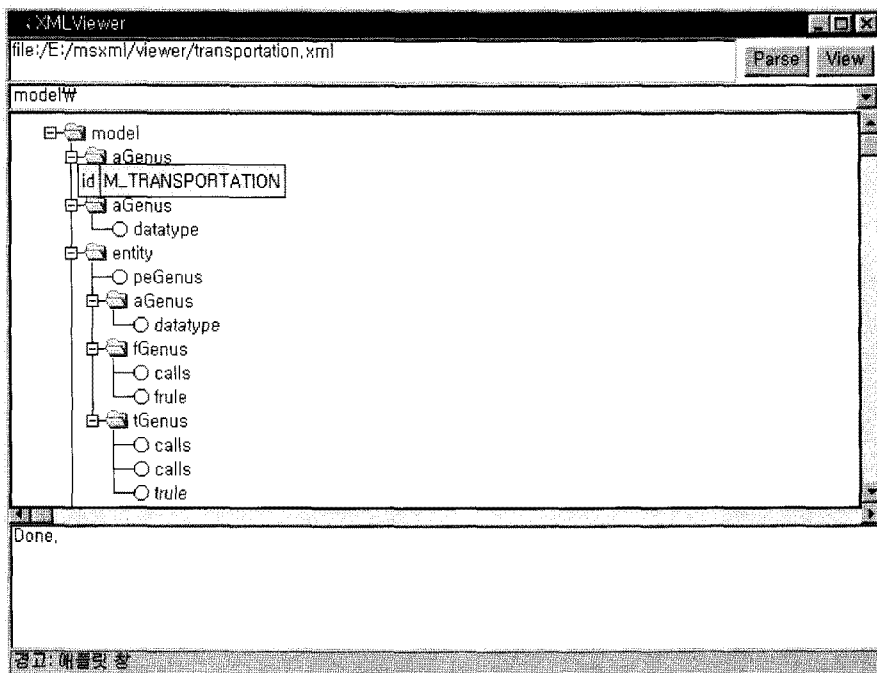 XMLViewer
file:/E:/msxml/viewer/transportation.xml
Parse View
model₩
model
aGenus
id M_TRANSPORTATION
aGenus
datatype
entity
peGenus
aGenus
datatype
fGenus
calls
frule
tGenus
calls
calls
trule
Done.
경고: 애플릿 창